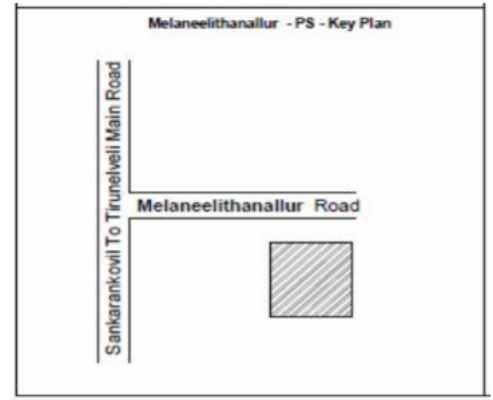 Melaneelithanallur - PS - Key Plan
Sankarankovil To Tirunelveli Main Road
Melaneelithanallur Road